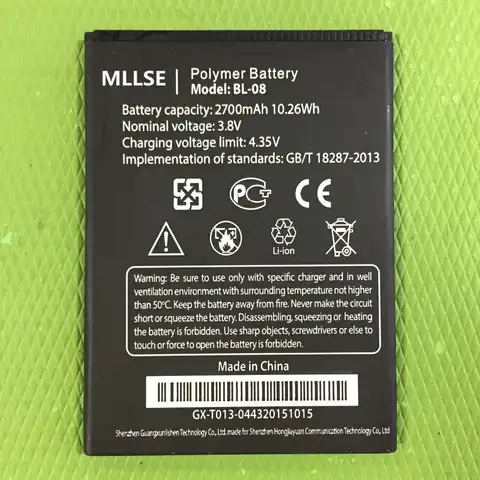 MLLSE | Polymer Battery
Model: BL-08
Battery capacity: 2700mAh 10.26Wh
Nominal voltage: 3.8V
Charging voltage limit: 4.35V
Implementation of standards: GB/T 18287-2013
Li-ion
Warning: Be sure to use only with specific charger and in well
ventilation environment with surrounding temperature not higher
than 50°C. Keep the battery away from fire. Never make the circuit
short or squeeze the battery. Disassembling, squeezing or heating
the battery is forbidden. Use sharp objects, screwdrivers or else to
touch or force to open the battery is forbidden.
Made in China
GX-T013-044320151015
Shenzhen Guangxunlishen Technology Co., Ltd. made for Shenzhen Hongjiayuan Communication Technology Co., Ltd.